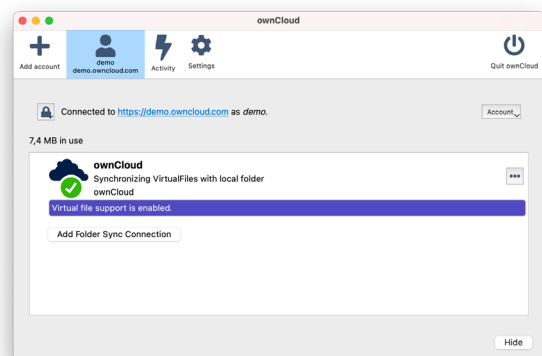 ownCloud
Add account
demo
demo.owncloud.com
Activity
Settings
Quit ownCloud
Connected to https://demo.owncloud.com as demo.
Account
7,4 MB in use
ownCloud
Synchronizing VirtualFiles with local folder
ownCloud
Virtual file support is enabled.
Add Folder Sync Connection
Hide